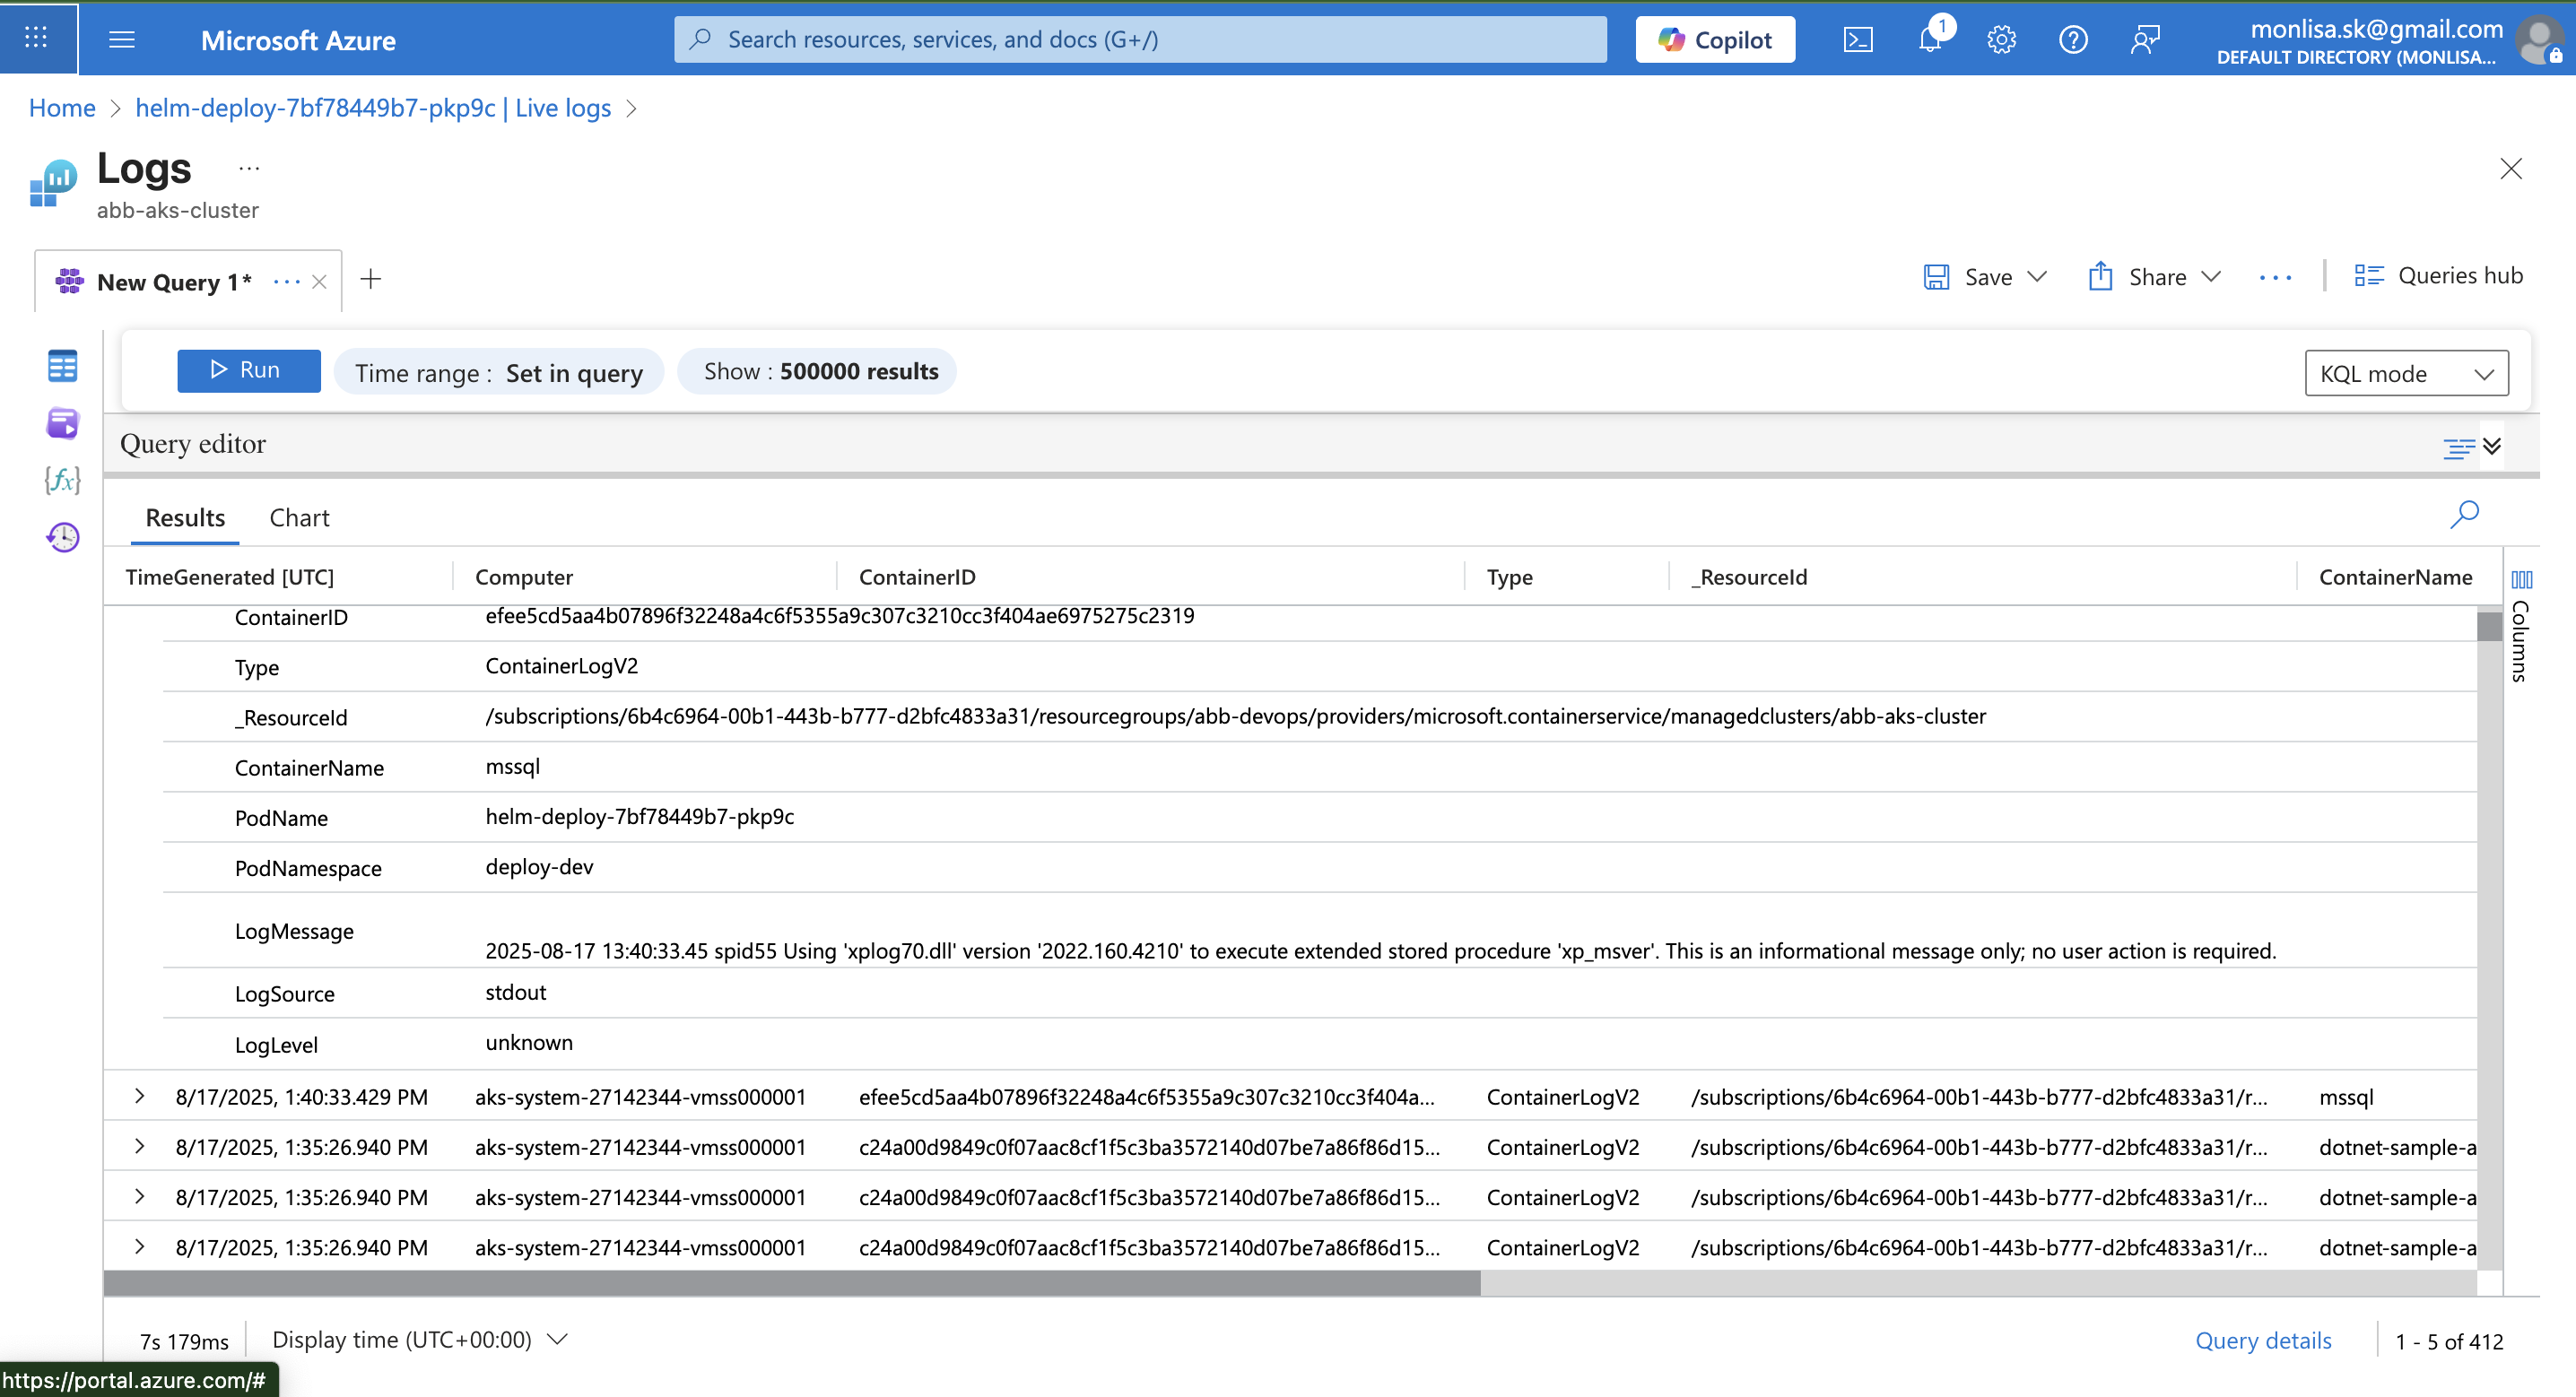 Microsoft Azure
Search resources, services, and docs (G+/)
Copilot
1
monlisa.sk@gmail.com
DEFAULT DIRECTORY (MONLISA...
Home > helm-deploy-7bf78449b7-pkp9c | Live logs >
Logs ...
abb-aks-cluster
New Query 1* ...
Save
Share
...
Queries hub
Run
Time range : Set in query
Show : 500000 results
KQL mode
Query editor
{fx}
Results Chart
TimeGenerated [UTC] Computer ContainerID Type _ResourceId ContainerName
Columns
ContainerID efee5cd5aa4b07896f32248a4c6f5355a9c307c3210cc3f404ae6975275c2319
Type ContainerLogV2
_ResourceId /subscriptions/6b4c6964-00b1-443b-b777-d2bfc4833a31/resourcegroups/abb-devops/providers/microsoft.containerservice/managedclusters/abb-aks-cluster
ContainerName mssql
PodName helm-deploy-7bf78449b7-pkp9c
PodNamespace deploy-dev
LogMessage 2025-08-17 13:40:33.45 spid55 Using 'xplog70.dll' version '2022.160.4210' to execute extended stored procedure 'xp_msver'. This is an informational message only; no user action is required.
LogSource stdout
LogLevel unknown
8/17/2025, 1:40:33.429 PM aks-system-27142344-vmss000001 efee5cd5aa4b07896f32248a4c6f5355a9c307c3210cc3f404a... ContainerLogV2 /subscriptions/6b4c6964-00b1-443b-b777-d2bfc4833a31/r... mssql
8/17/2025, 1:35:26.940 PM aks-system-27142344-vmss000001 c24a00d9849c0f07aac8cf1f5c3ba3572140d07be7a86f86d15... ContainerLogV2 /subscriptions/6b4c6964-00b1-443b-b777-d2bfc4833a31/r... dotnet-sample-a
8/17/2025, 1:35:26.940 PM aks-system-27142344-vmss000001 c24a00d9849c0f07aac8cf1f5c3ba3572140d07be7a86f86d15... ContainerLogV2 /subscriptions/6b4c6964-00b1-443b-b777-d2bfc4833a31/r... dotnet-sample-a
8/17/2025, 1:35:26.940 PM aks-system-27142344-vmss000001 c24a00d9849c0f07aac8cf1f5c3ba3572140d07be7a86f86d15... ContainerLogV2 /subscriptions/6b4c6964-00b1-443b-b777-d2bfc4833a31/r... dotnet-sample-a
7s 179ms Display time (UTC+00:00) Query details 1 - 5 of 412
https://portal.azure.com/#